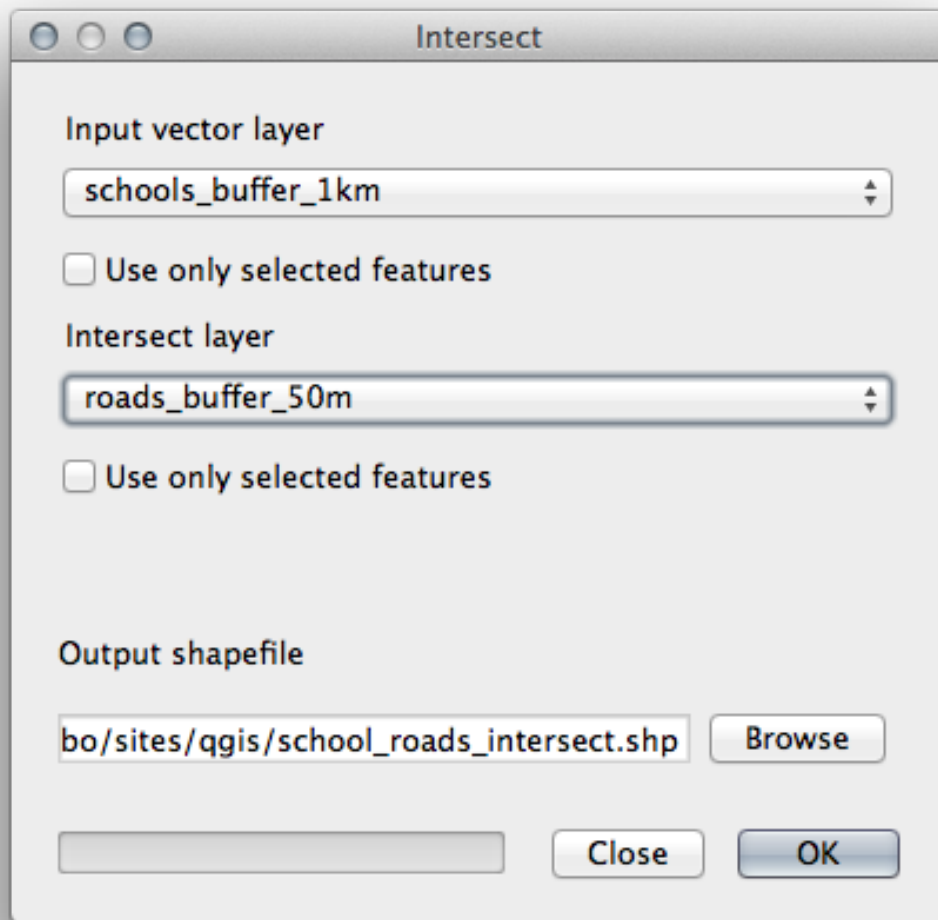 Intersect
Input vector layer
schools_buffer_1km
Use only selected features
Intersect layer
roads_buffer_50m
Use only selected features
Output shapefile
bo/sites/qgis/school_roads_intersect.shp
Browse
Close
OK